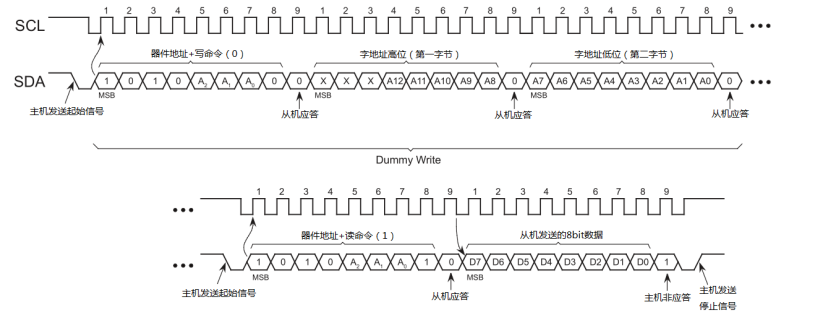 1 2 3 4 5 6 7 8 9 1 2 3 4 5 6 7 8 9 1 2 3 4 5 6 7 8 9
SCL
器件地址+写命令（0） 字地址高位（第一字节） 字地址低位（第二字节）
SDA 1 0 1 0 A2 A1 A0 0 0 X X X A12 A11 A10 A9 A8 0 A7 A6 A5 A4 A3 A2 A1 A0 0
MSB MSB MSB
主机发送起始信号 从机应答 从机应答 从机应答
Dummy Write
1 2 3 4 5 6 7 8 9 1 2 3 4 5 6 7 8 9
器件地址+读命令（1） 从机发送的8bit数据
1 0 1 0 A2 A1 A0 1 0 D7 D6 D5 D4 D3 D2 D1 D0 1
MSB MSB
主机发送起始信号 从机应答 主机非应答 主机发送
停止信号